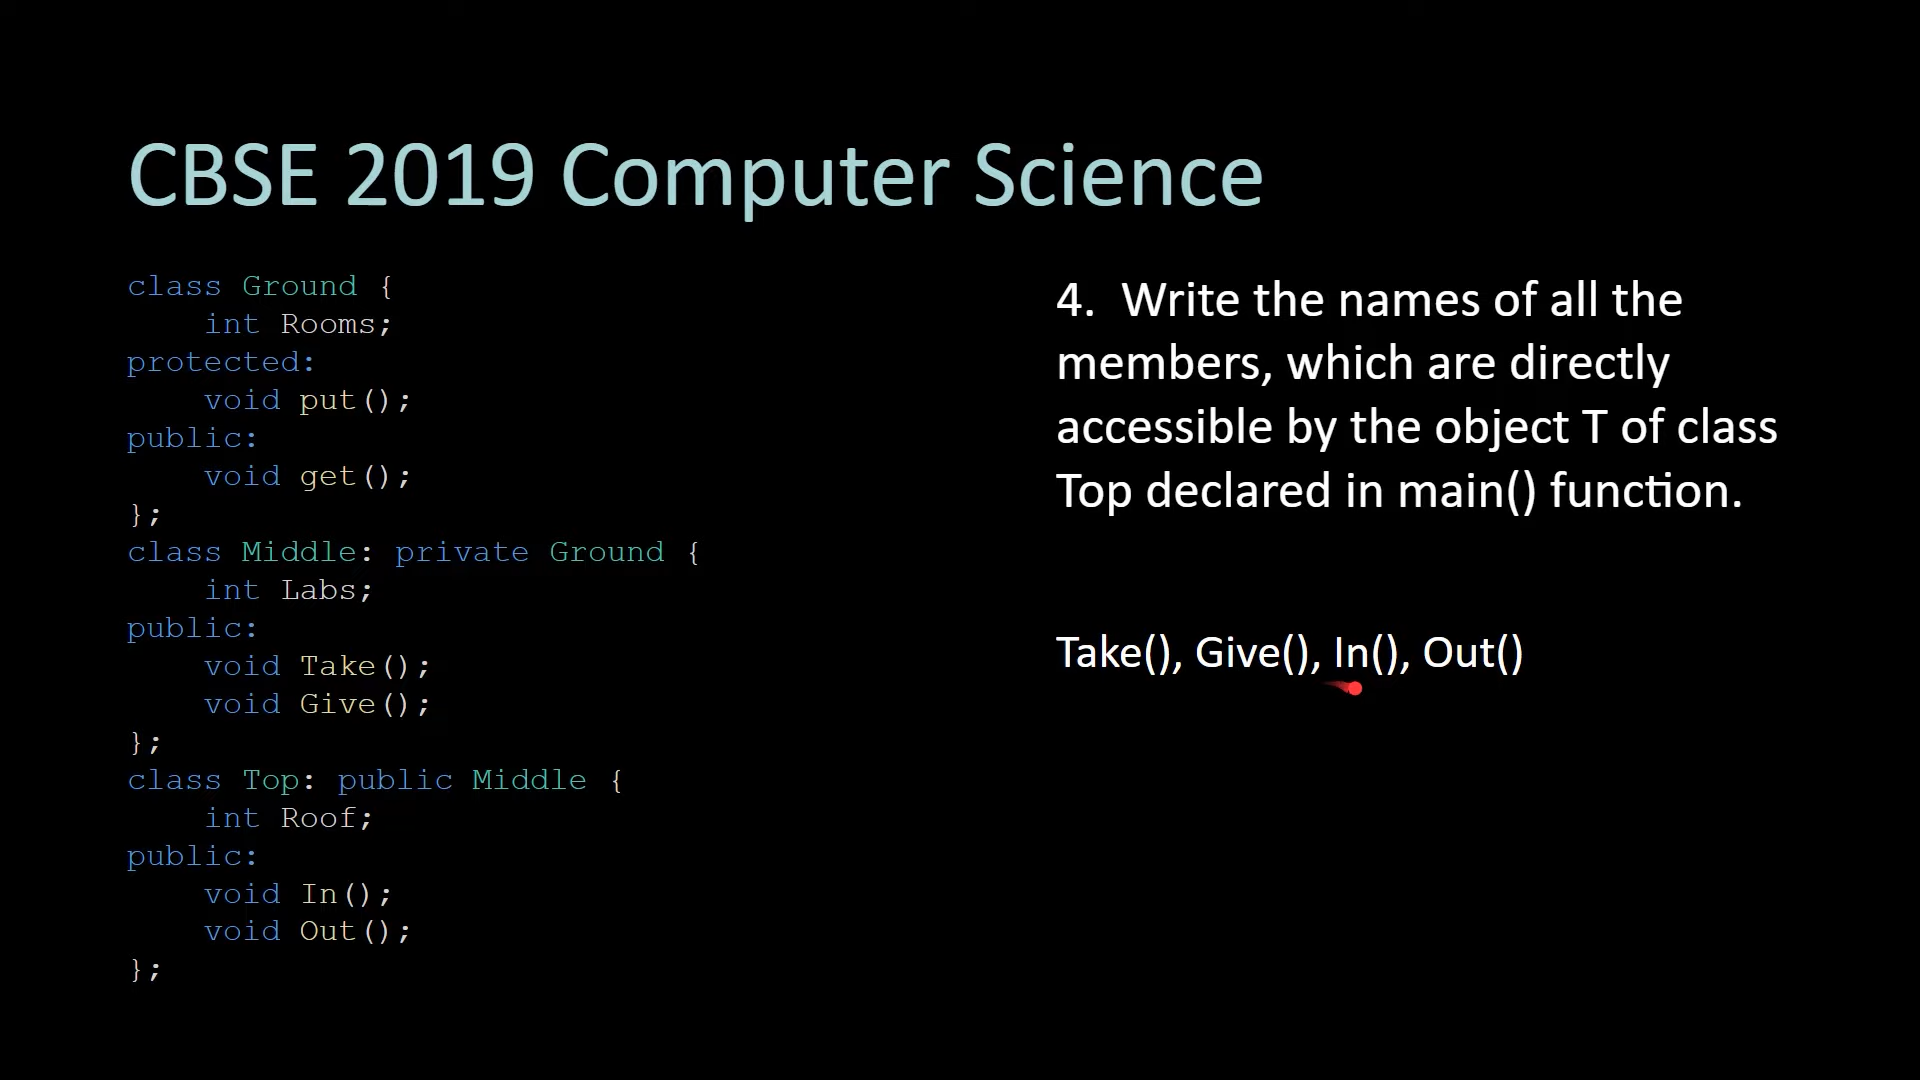 CBSE 2019 Computer Science
class Ground {
int Rooms;
protected:
void put();
public:
void get();
};
class Middle: private Ground {
int Labs;
public:
void Take();
void Give();
};
class Top: public Middle {
int Roof;
public:
void In();
void Out();
};
4. Write the names of all the
members, which are directly
accessible by the object T of class
Top declared in main() function.
Take(), Give(), In(), Out()